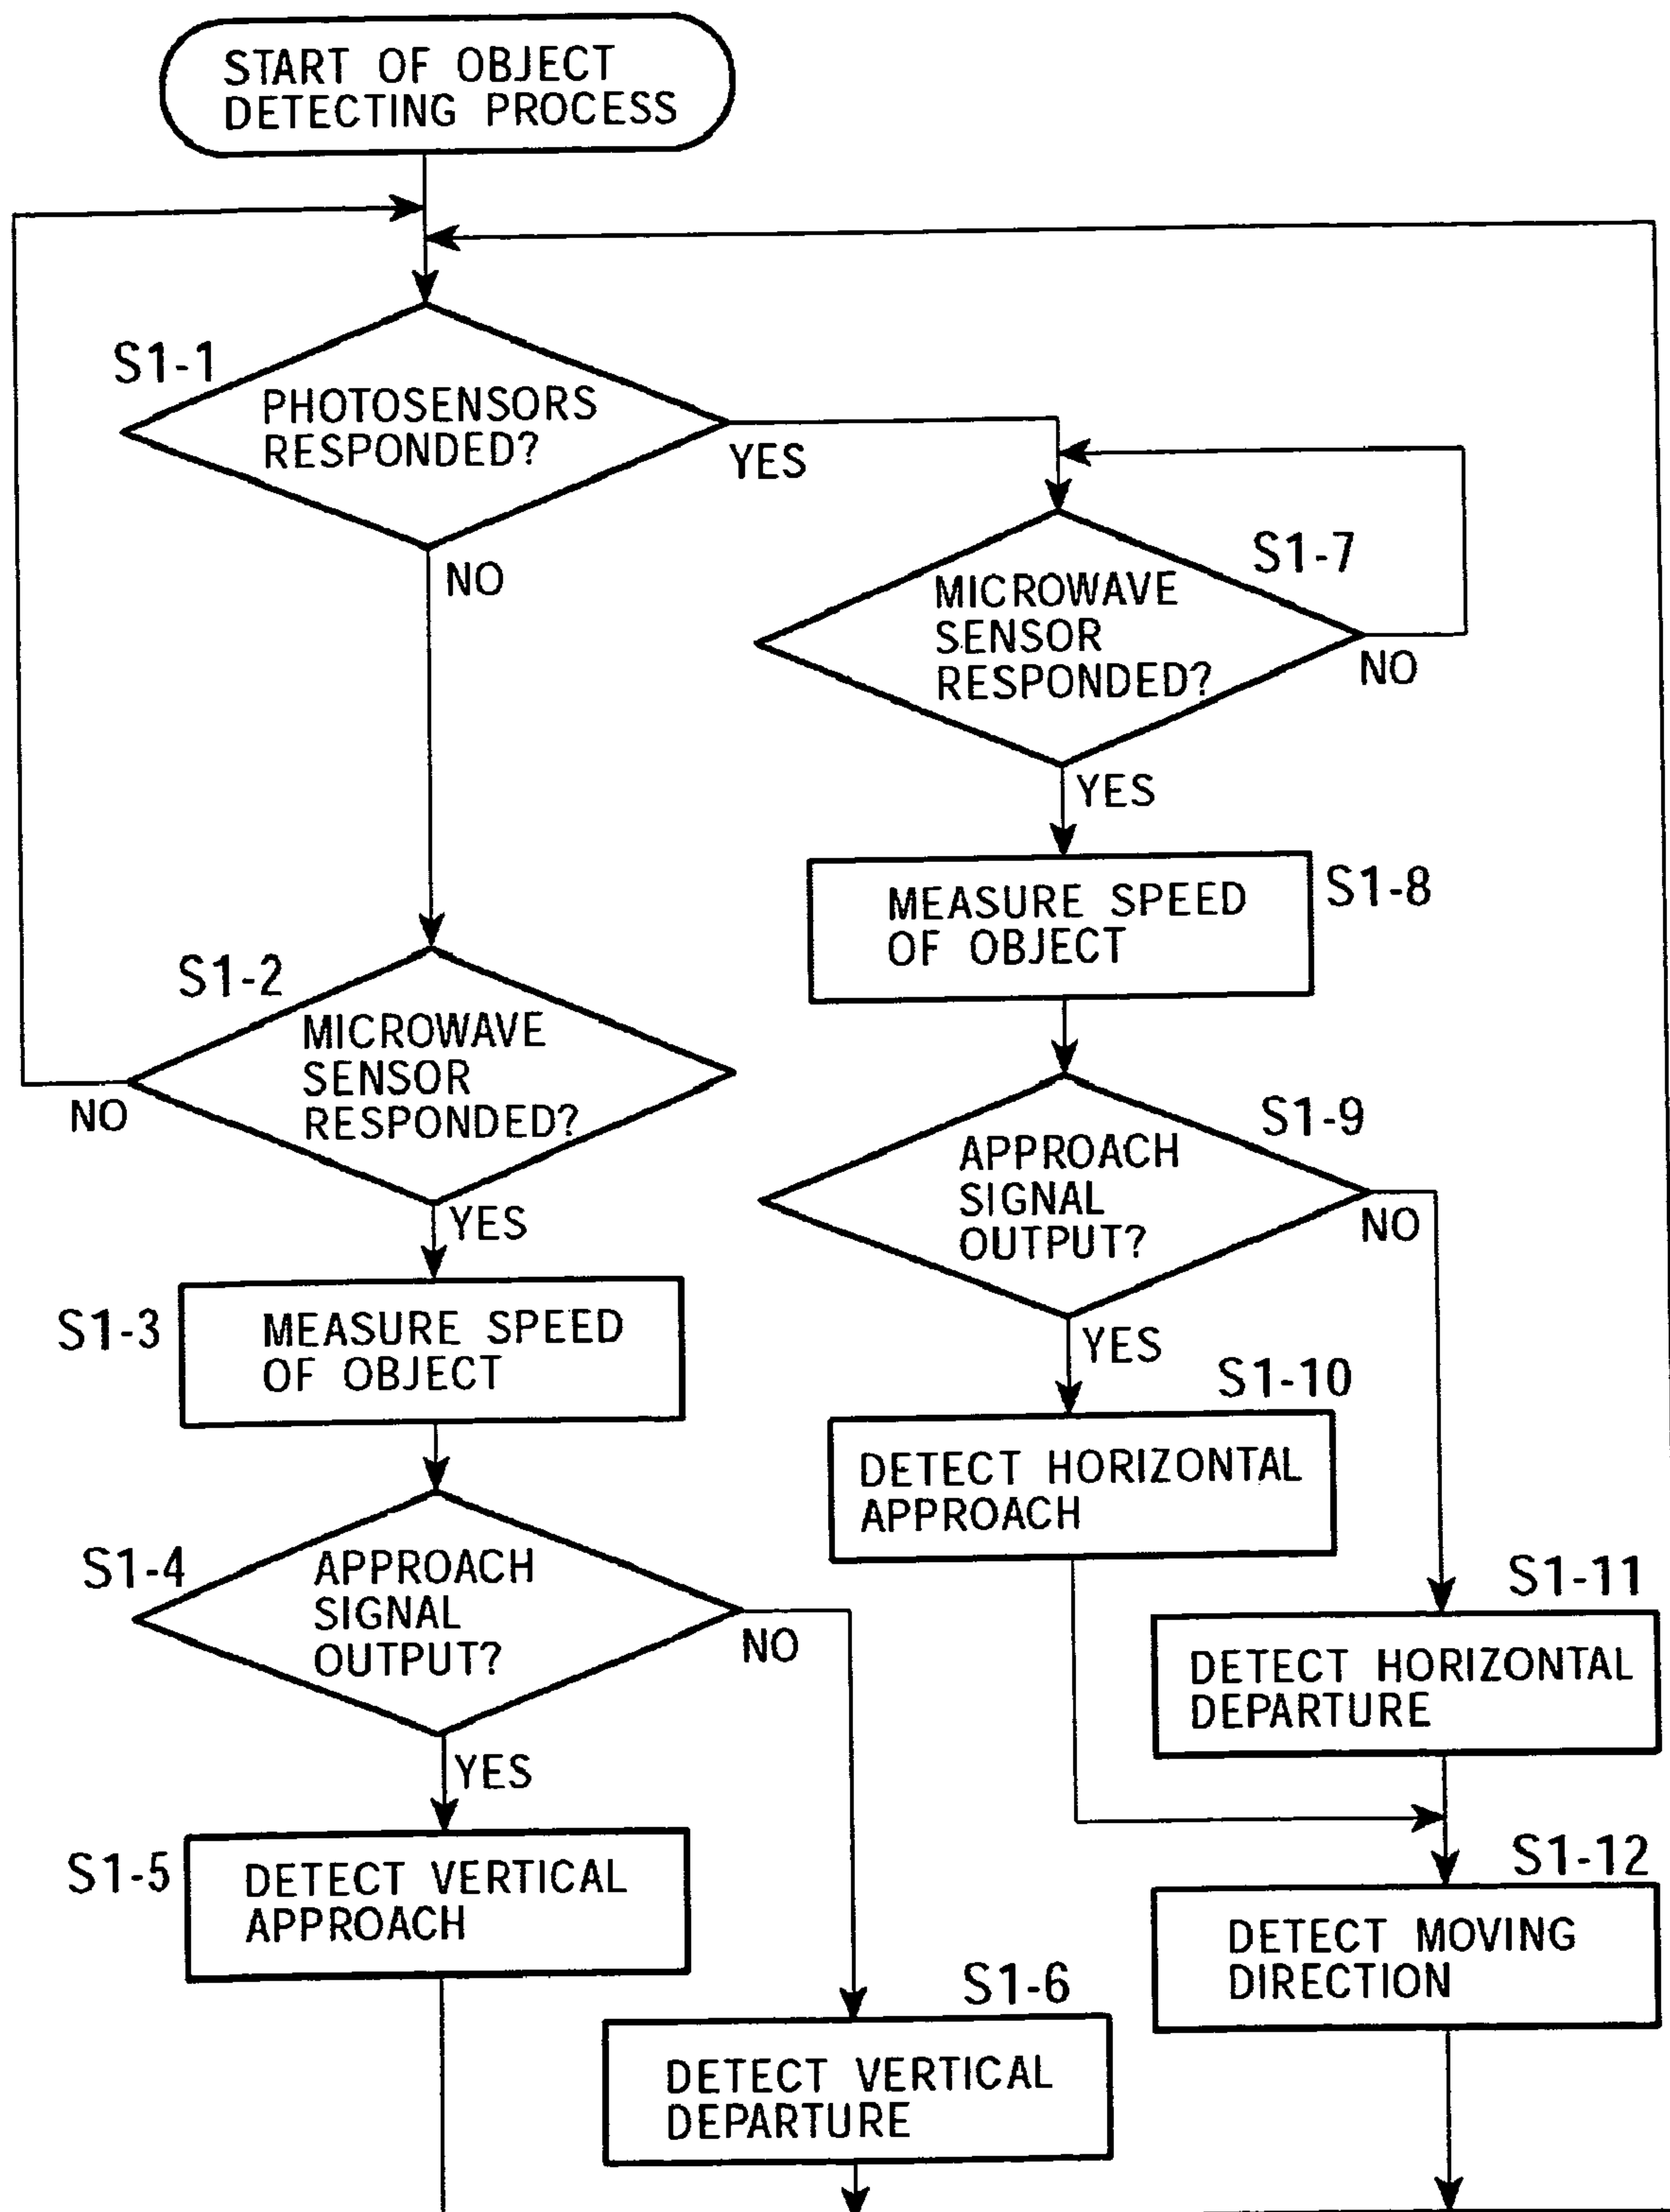 START OF OBJECT
DETECTING PROCESS
S1-1
PHOTOSENSORS
RESPONDED?
YES
NO
S1-7
MICROWAVE
SENSOR
RESPONDED?
NO
YES
S1-8
MEASURE SPEED
OF OBJECT
S1-2
MICROWAVE
SENSOR
RESPONDED?
NO
YES
S1-9
APPROACH
SIGNAL
OUTPUT?
NO
YES
S1-3
MEASURE SPEED
OF OBJECT
S1-10
DETECT HORIZONTAL
APPROACH
S1-4
APPROACH
SIGNAL
OUTPUT?
NO
YES
S1-11
DETECT HORIZONTAL
DEPARTURE
S1-5
DETECT VERTICAL
APPROACH
S1-12
DETECT MOVING
DIRECTION
S1-6
DETECT VERTICAL
DEPARTURE